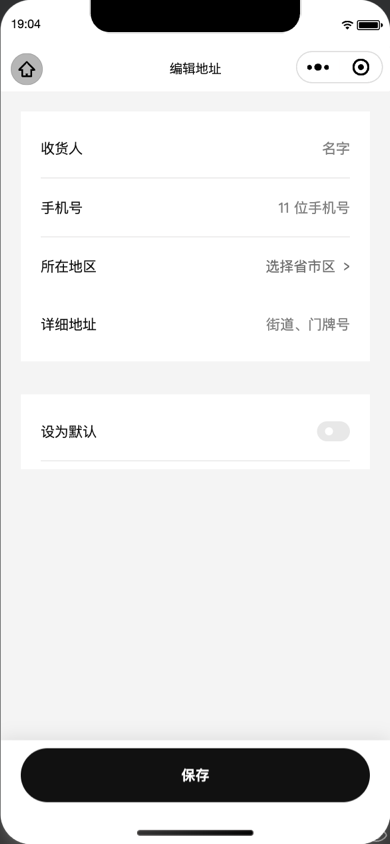 19:04
编辑地址
收货人 名字
手机号 11 位手机号
所在地区 选择省市区 >
详细地址 街道、门牌号
设为默认
保存